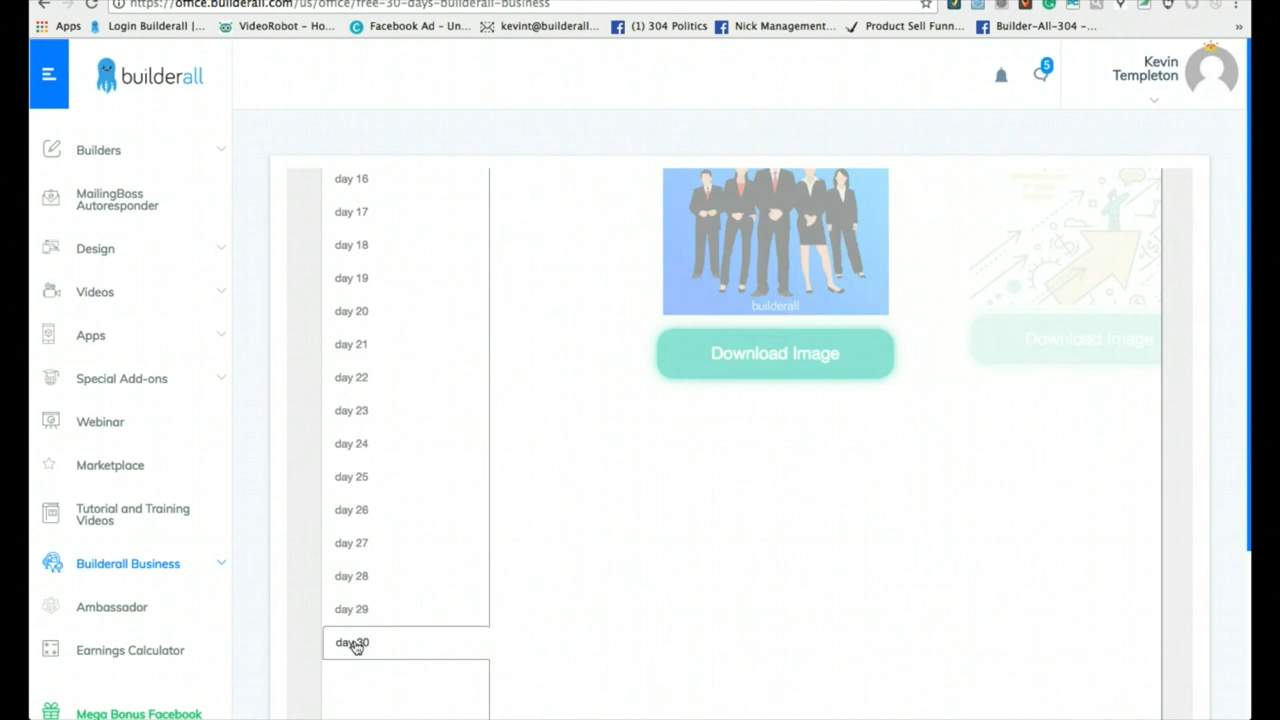 https://office.builderall.com/us/office/free-30-days-builderall-business
Apps
Login Builderall |...
VideoRobot - Ho...
Facebook Ad - Un...
kevint@builderall...
(1) 304 Politics
Nick Management...
Product Sell Funn...
Builder-All-304 -...
»
builderall
5
Kevin
Templeton
Builders
MailingBoss
Autoresponder
Design
Videos
Apps
Special Add-ons
Webinar
Marketplace
Tutorial and Training
Videos
Builderall Business
Ambassador
Earnings Calculator
Mega Bonus Facebook
day 16
day 17
day 18
day 19
day 20
day 21
day 22
day 23
day 24
day 25
day 26
day 27
day 28
day 29
day 30
builderall
Download Image
Download Image